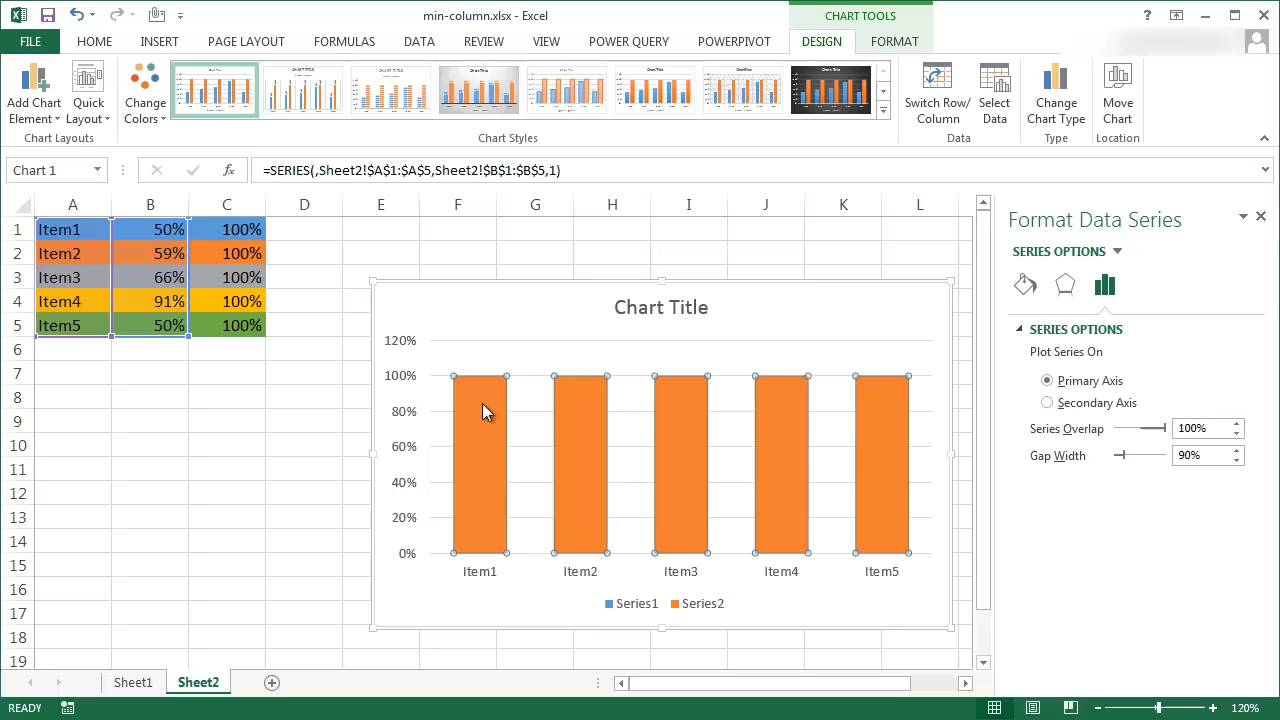 min-column.xlsx - Excel
CHART TOOLS
FILE HOME INSERT PAGE LAYOUT FORMULAS DATA REVIEW VIEW POWER QUERY POWERPIVOT DESIGN FORMAT
Add Chart Element
Quick Layout
Change Colors
Switch Row/Column
Select Data
Change Chart Type
Move Chart
Chart Layouts
Chart Styles
Data
Type
Location
Chart 1
fx
=SERIES(,Sheet2!$A$1:$A$5,Sheet2!$B$1:$B$5,1)
A B C D E F G H I J K L
1 Item1 50% 100%
2 Item2 59% 100%
3 Item3 66% 100%
4 Item4 91% 100%
5 Item5 50% 100%
6
7
8
9
10
11
12
13
14
15
16
17
18
19
Chart Title
120%
100%
80%
60%
40%
20%
0%
Item1 Item2 Item3 Item4 Item5
Series1 Series2
Format Data Series
SERIES OPTIONS
SERIES OPTIONS
Plot Series On
Primary Axis
Secondary Axis
Series Overlap 100%
Gap Width 90%
Sheet1 Sheet2
READY
120%